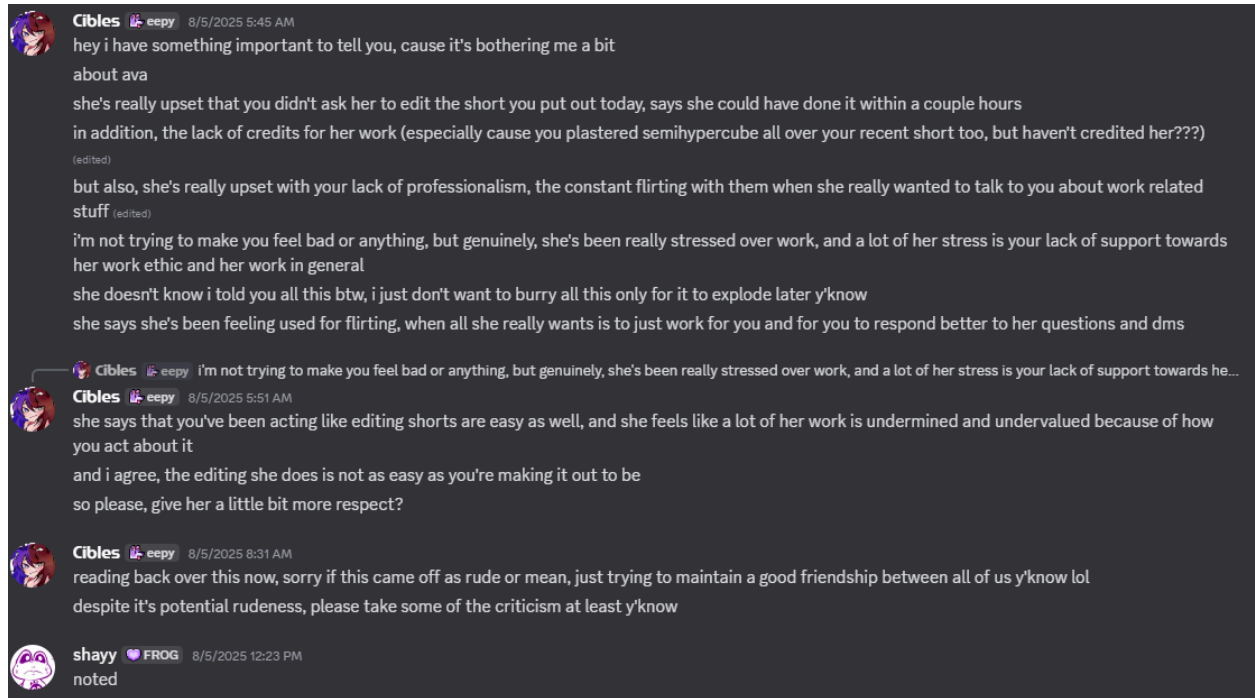 Cibles eepy 8/5/2025 5:45 AM
hey i have something important to tell you, cause it's bothering me a bit
about ava
she's really upset that you didn't ask her to edit the short you put out today, says she could have done it within a couple hours
in addition, the lack of credits for her work (especially cause you plastered semihypercube all over your recent short too, but haven't credited her???)
(edited)
but also, she's really upset with your lack of professionalism, the constant flirting with them when she really wanted to talk to you about work related
stuff (edited)
i'm not trying to make you feel bad or anything, but genuinely, she's been really stressed over work, and a lot of her stress is your lack of support towards
her work ethic and her work in general
she doesn't know i told you all this btw, i just don't want to burry all this only for it to explode later y'know
she says she's been feeling used for flirting, when all she really wants is to just work for you and for you to respond better to her questions and dms
Cibles eepy i'm not trying to make you feel bad or anything, but genuinely, she's been really stressed over work, and a lot of her stress is your lack of support towards he...
Cibles eepy 8/5/2025 5:51 AM
she says that you've been acting like editing shorts are easy as well, and she feels like a lot of her work is undermined and undervalued because of how
you act about it
and i agree, the editing she does is not as easy as you're making it out to be
so please, give her a little bit more respect?
Cibles eepy 8/5/2025 8:31 AM
reading back over this now, sorry if this came off as rude or mean, just trying to maintain a good friendship between all of us y'know lol
despite it's potential rudeness, please take some of the criticism at least y'know
shayy FROG 8/5/2025 12:23 PM
noted